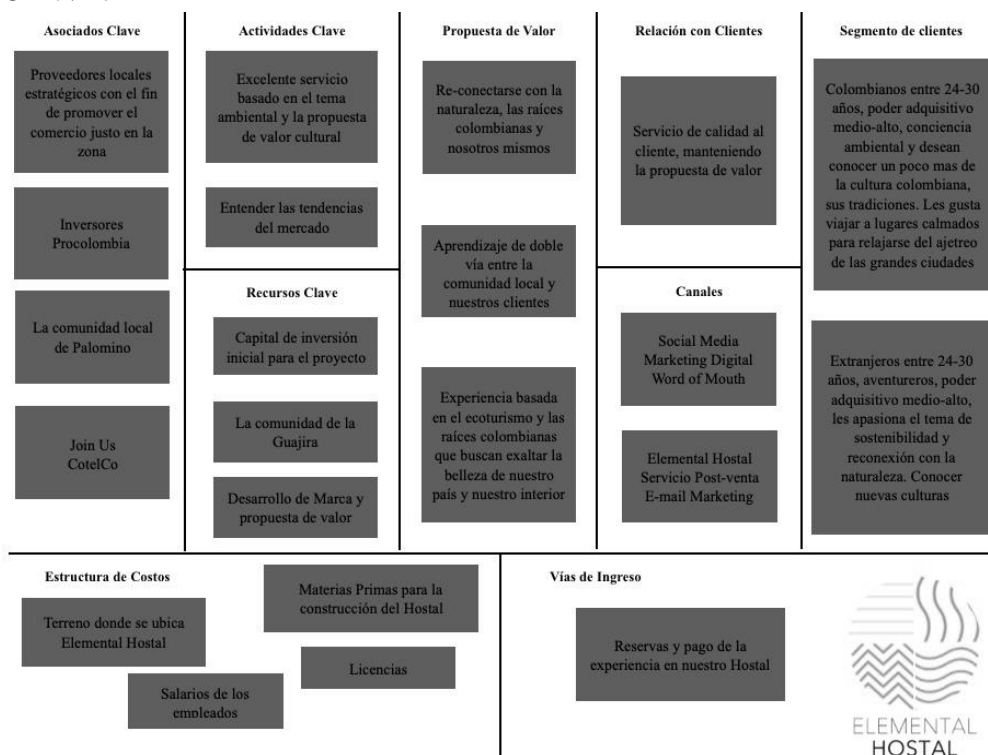 Asociados Clave
Proveedores locales
estratégicos con el fin
de promover el
comercio justo en la
zona
Inversores
Procolombia
La comunidad local
de Palomino
Join Us
CotelCo
Actividades Clave
Excelente servicio
basado en el tema
ambiental y la propuesta
de valor cultural
Entender las tendencias
del mercado
Recursos Clave
Capital de inversión
inicial para el proyecto
La comunidad de la
Guajira
Desarrollo de Marca y
propuesta de valor
Propuesta de Valor
Re-conectarse con la
naturaleza, las raíces
colombianas y
nosotros mismos
Aprendizaje de doble
vía entre la
comunidad local y
nuestros clientes
Experiencia basada
en el ecoturismo y las
raíces colombianas
que buscan exaltar la
belleza de nuestro
país y nuestro interior
Relación con Clientes
Servicio de calidad al
cliente, manteniendo
la propuesta de valor
Canales
Social Media
Marketing Digital
Word of Mouth
Elemental Hostal
Servicio Post-venta
E-mail Marketing
Segmento de clientes
Colombianos entre 24-30
años, poder adquisitivo
medio-alto, conciencia
ambiental y desean
conocer un poco mas de
la cultura colombiana,
sus tradiciones. Les gusta
viajar a lugares calmados
para relajarse del ajetreo
de las grandes ciudades
Extranjeros entre 24-30
años, aventureros, poder
adquisitivo medio-alto,
les apasiona el tema de
sostenibilidad y
reconexión con la
naturaleza. Conocer
nuevas culturas
Estructura de Costos
Terreno donde se ubica
Elemental Hostal
Materias Primas para la
construcción del Hostal
Licencias
Salarios de los
empleados
Vías de Ingreso
Reservas y pago de la
experiencia en nuestro Hostal
ELEMENTAL
HOSTAL